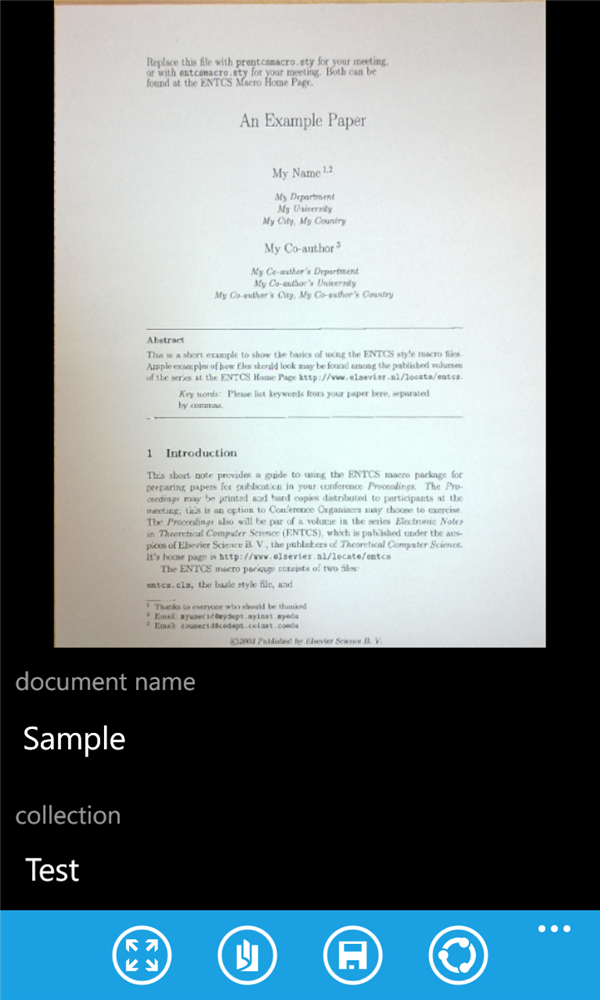 Replace this file with prentcsmacro.sty for your meeting,
or with entcsmacro.sty for your meeting. Both can be
found at the ENTCS Macro Home Page.
An Example Paper
My Name 1,2
My Department
My University
My City, My Country
My Co-author 3
My Co-author's Department
My Co-author's University
My Co-author's City, My Co-author's Country
Abstract
This is a short example to show the basics of using the ENTCS style macro files.
Ample examples of how files should look may be found among the published volumes
of the series at the ENTCS Home Page http://www.elsevier.nl/locate/entcs.
Key words: Please list keywords from your paper here, separated
by commas.
1 Introduction
This short note provides a guide to using the ENTCS macro package for
preparing papers for publication in your conference Proceedings. The Pro-
ceedings may be printed and hard copies distributed to participants at the
meeting, this is an option to Conference Organizers may choose to exercise.
The Proceedings also will be par of a volume in the series Electronic Notes
in Theoretical Computer Science (ENTCS), which is published under the aus-
pices of Elsevier Science B. V., the publishers of Theoretical Computer Science.
It's home page is http://www.elsevier.nl/locate/entcs
The ENTCS macro package consists of two files:
entcs.cls, the basic style file, and
1 Thanks to everyone who should be thanked
2 Email: myuserid@mydept.myinst.myedu
3 Email: couserid@codept.coinst.coedu
©2003 Published by Elsevier Science B. V.
document name
Sample
collection
Test